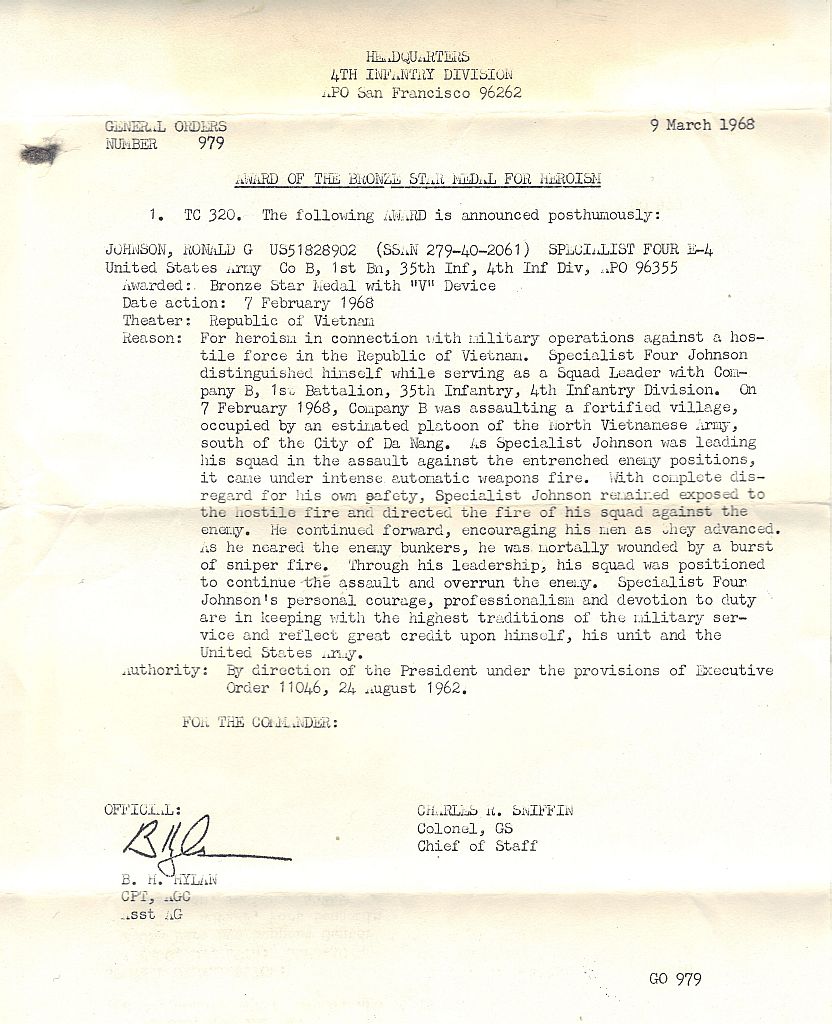 HEADQUARTERS
4TH INFANTRY DIVISION
APO San Francisco 96262
GENERAL ORDERS
9 March 1968
NUMBER 979
AWARD OF THE BRONZE STAR MEDAL FOR HEROISM
1. TC 320. The following AWARD is announced posthumously:
JOHNSON, RONALD G US51828902 (SSAN 279-40-2061) SPECIALIST FOUR E-4
United States Army Co B, 1st Bn, 35th Inf, 4th Inf Div, APO 96355
Awarded: Bronze Star Medal with "V" Device
Date action: 7 February 1968
Theater: Republic of Vietnam
Reason: For heroism in connection with military operations against a hos-
tile force in the Republic of Vietnam. Specialist Four Johnson
distinguished himself while serving as a Squad Leader with Com-
pany B, 1st Battalion, 35th Infantry, 4th Infantry Division. On
7 February 1968, Company B was assaulting a fortified village,
occupied by an estimated platoon of the North Vietnamese Army,
south of the City of Da Nang. As Specialist Johnson was leading
his squad in the assault against the entrenched enemy positions,
it came under intense automatic weapons fire. With complete dis-
regard for his own safety, Specialist Johnson remained exposed to
the hostile fire and directed the fire of his squad against the
enemy. He continued forward, encouraging his men as they advanced.
As he neared the enemy bunkers, he was mortally wounded by a burst
of sniper fire. Through his leadership, his squad was positioned
to continue the assault and overrun the enemy. Specialist Four
Johnson's personal courage, professionalism and devotion to duty
are in keeping with the highest traditions of the military ser-
vice and reflect great credit upon himself, his unit and the
United States Army.
Authority: By direction of the President under the provisions of Executive
Order 11046, 24 August 1962.
FOR THE COMMANDER:
OFFICIAL:
B. H. HYLAN
CPT, AGC
Asst AG
CHARLES R. SNIFFIN
Colonel, GS
Chief of Staff
GO 979